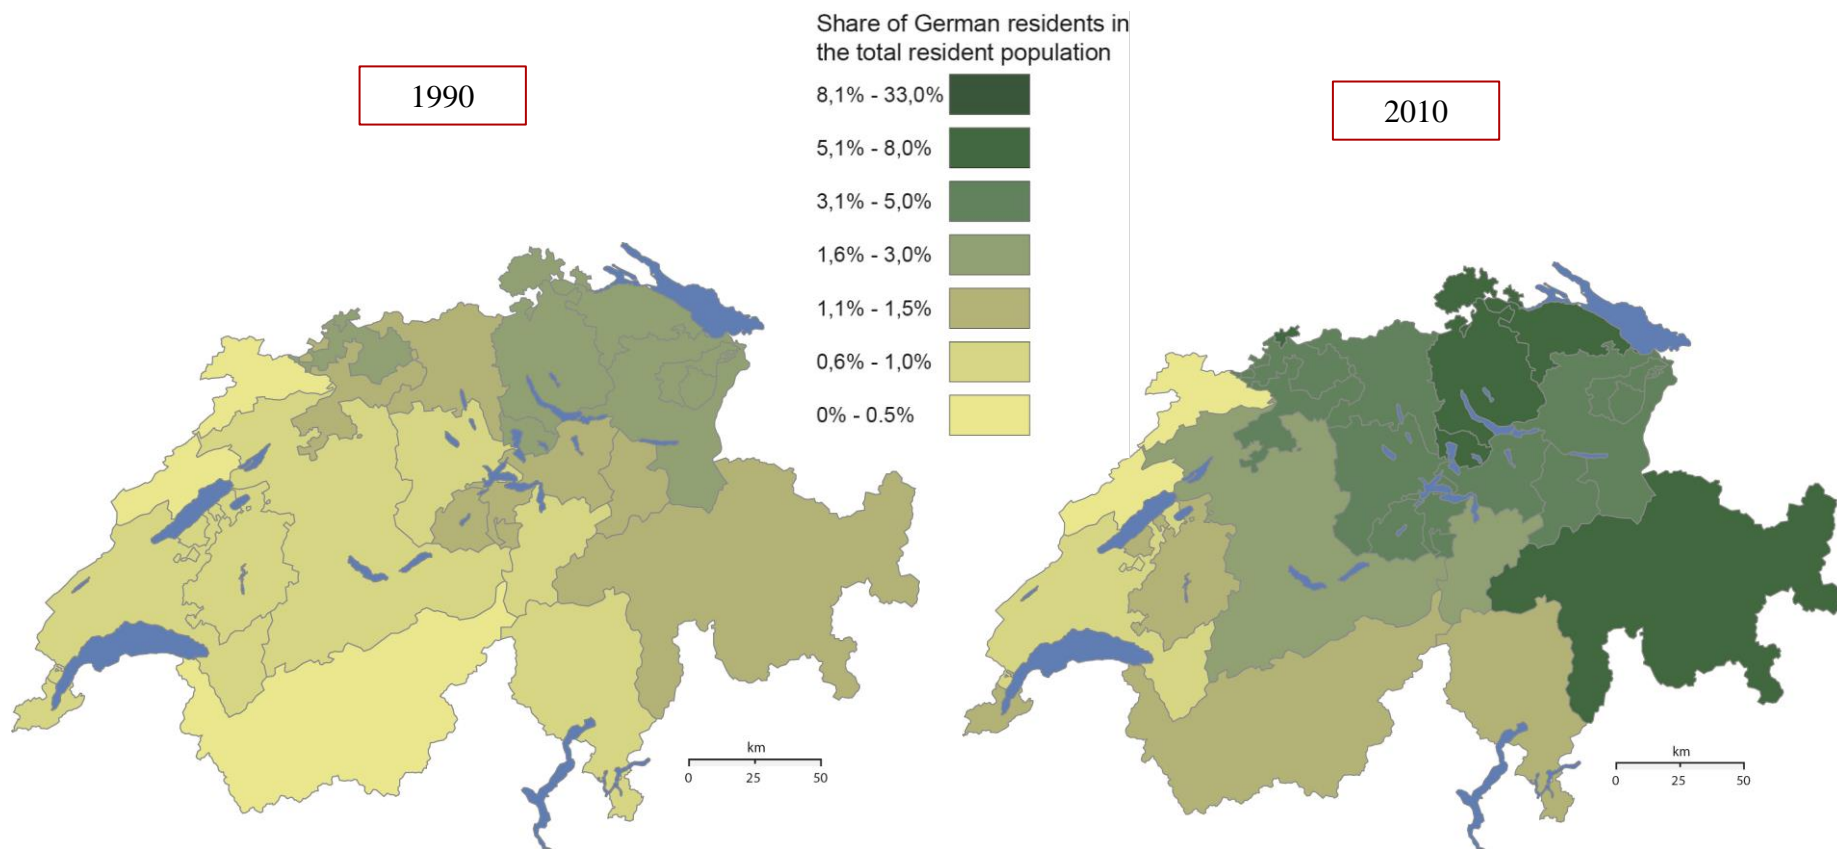 1990
Share of German residents in
the total resident population
8,1% - 33,0%
5,1% - 8,0%
3,1% - 5,0%
1,6% - 3,0%
1,1% - 1,5%
0,6% - 1,0%
0% - 0.5%
2010
km
0 25 50
km
0 25 50